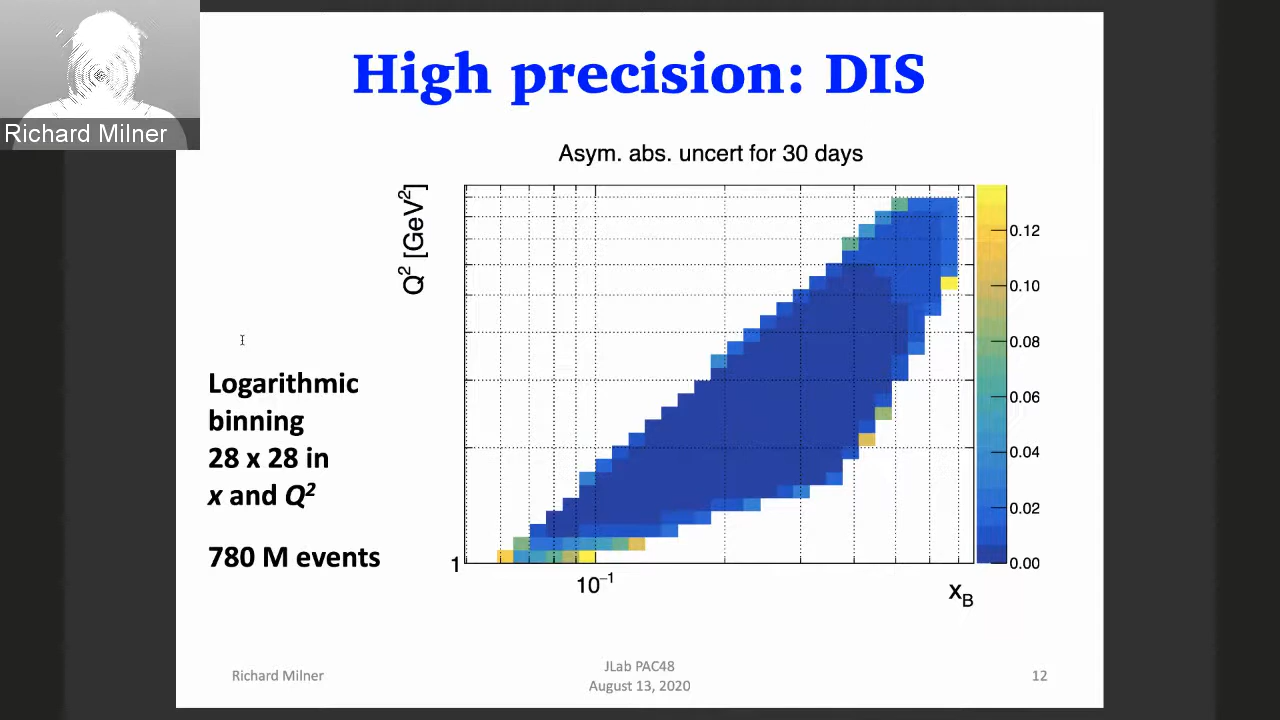 Richard Milner
High precision: DIS
Asym. abs. uncert for 30 days
Q² [GeV²]
0.12
0.10
0.08
0.06
0.04
0.02
0.00
Logarithmic
binning
28 x 28 in
x and Q²
780 M events
1
10⁻¹
x_B
Richard Milner
JLab PAC48
August 13, 2020
12